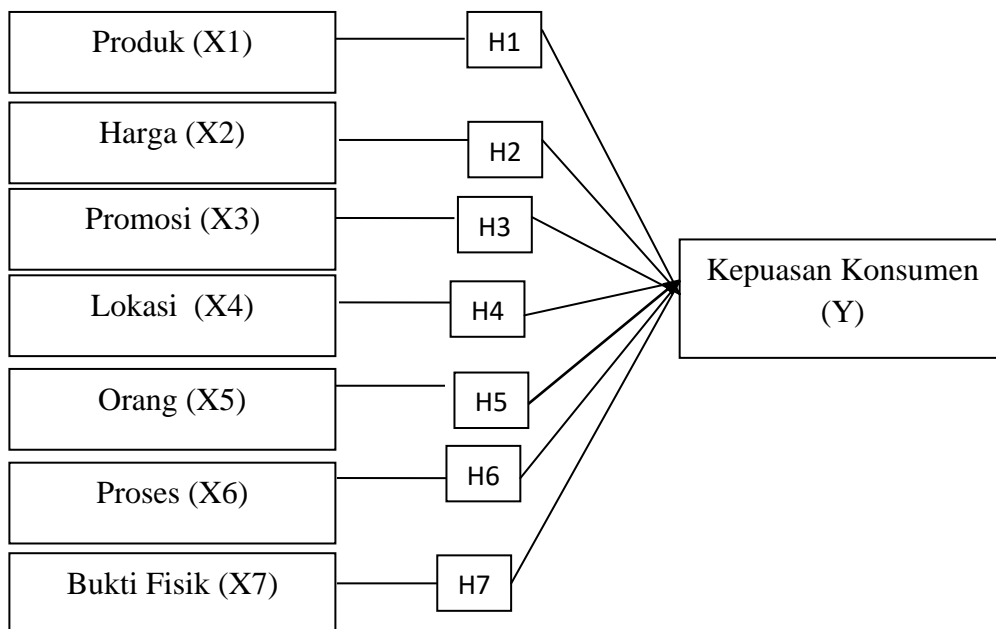 Produk (X1)
H1
Harga (X2)
H2
Promosi (X3)
H3
Lokasi (X4)
H4
Orang (X5)
H5
Proses (X6)
H6
Bukti Fisik (X7)
H7
Kepuasan Konsumen
(Y)